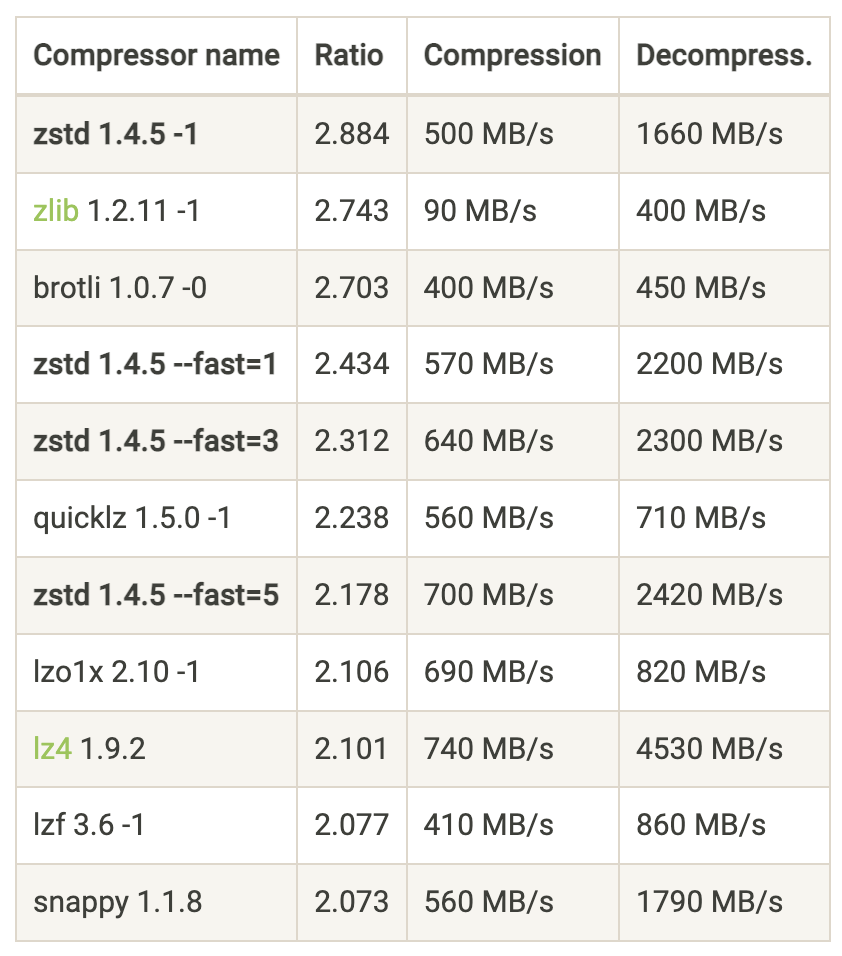 Compressor name Ratio Compression Decompress.
zstd 1.4.5 -1 2.884 500 MB/s 1660 MB/s
zlib 1.2.11 -1 2.743 90 MB/s 400 MB/s
brotli 1.0.7 -0 2.703 400 MB/s 450 MB/s
zstd 1.4.5 --fast=1 2.434 570 MB/s 2200 MB/s
zstd 1.4.5 --fast=3 2.312 640 MB/s 2300 MB/s
quicklz 1.5.0 -1 2.238 560 MB/s 710 MB/s
zstd 1.4.5 --fast=5 2.178 700 MB/s 2420 MB/s
lzo1x 2.10 -1 2.106 690 MB/s 820 MB/s
lz4 1.9.2 2.101 740 MB/s 4530 MB/s
lzf 3.6 -1 2.077 410 MB/s 860 MB/s
snappy 1.1.8 2.073 560 MB/s 1790 MB/s